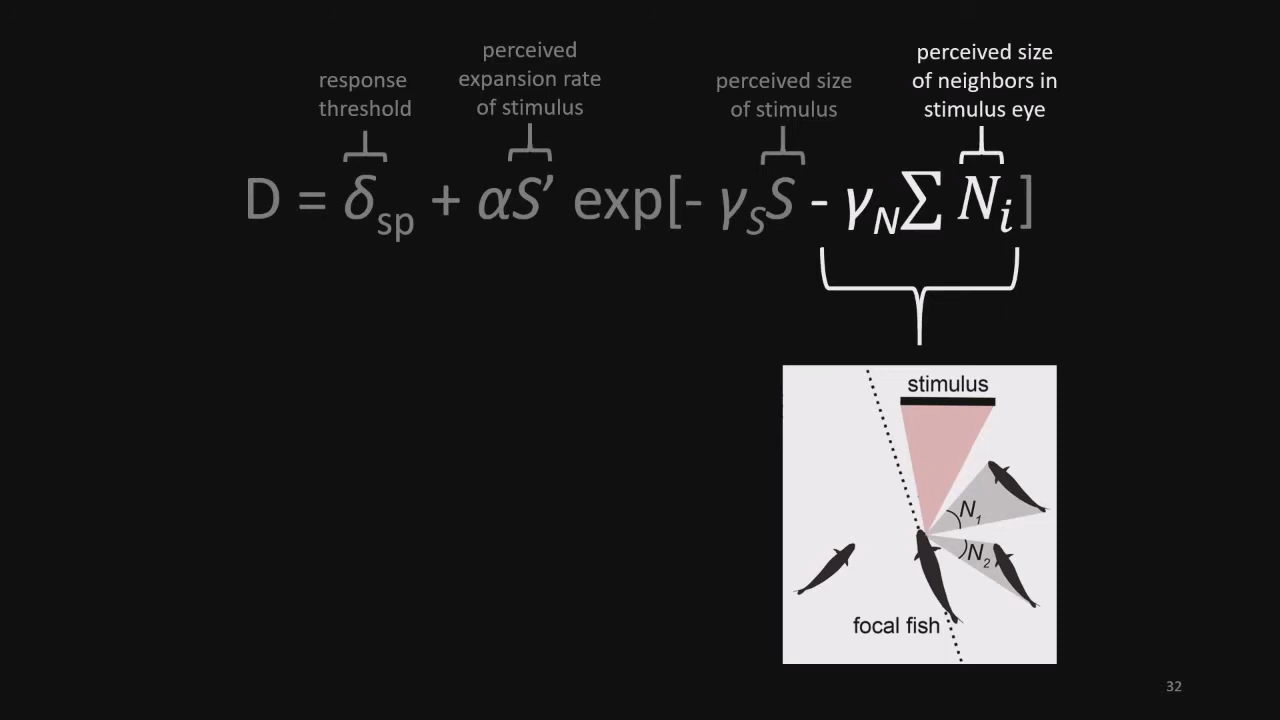 response
threshold
perceived
expansion rate
of stimulus
perceived size
of stimulus
perceived size
of neighbors in
stimulus eye
D = δsp + αS′ exp[- γSS - γN∑ Ni]
stimulus
N1
N2
focal fish
32